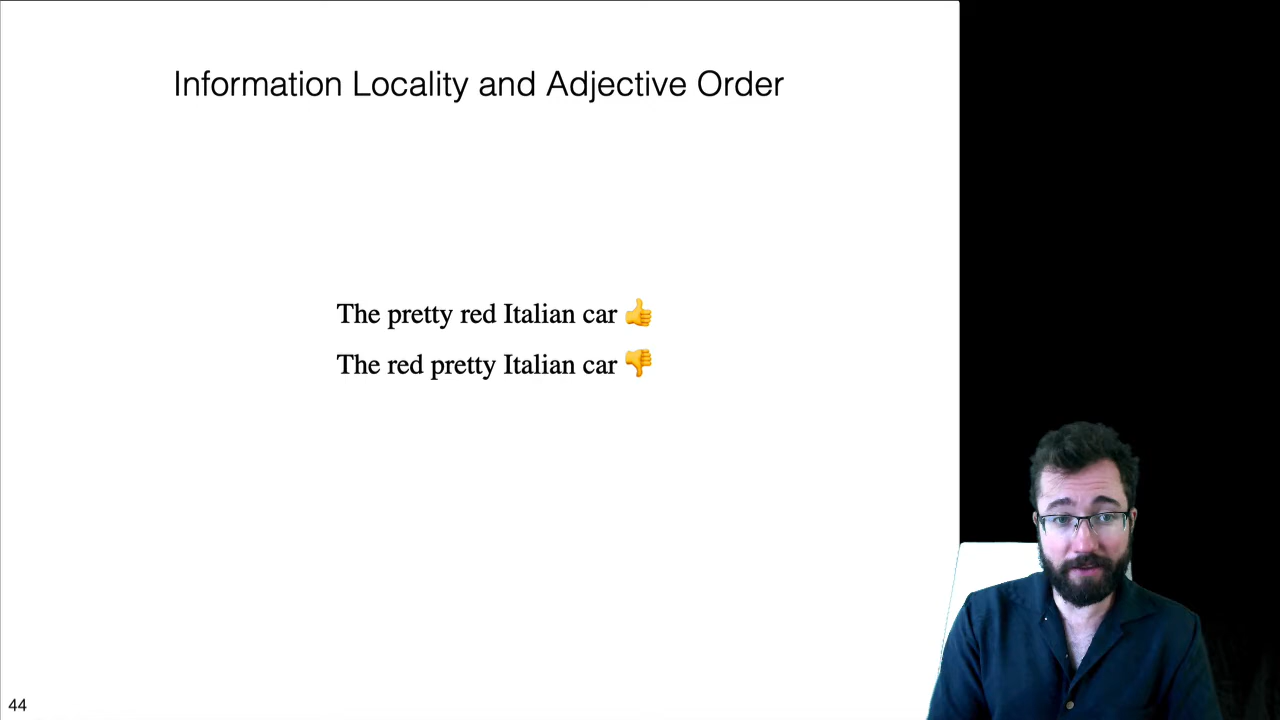 Information Locality and Adjective Order
The pretty red Italian car 👍
The red pretty Italian car 👎
44